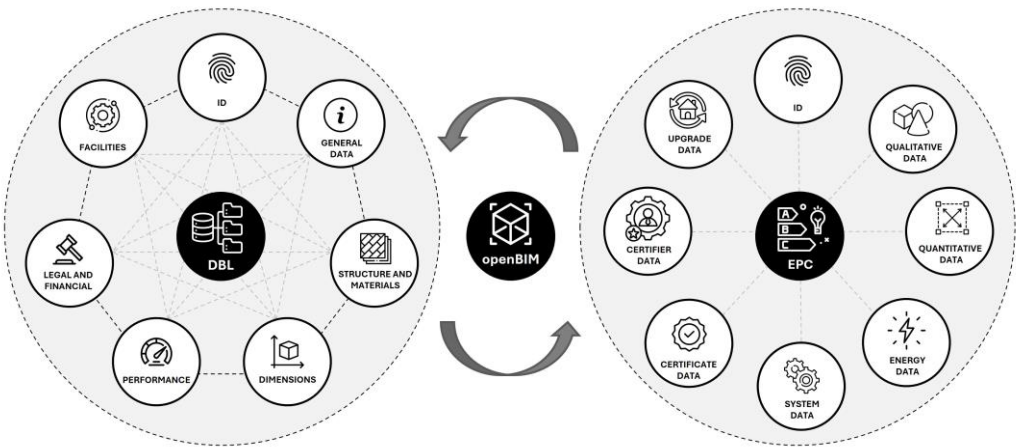 ID
FACILITIES
i
GENERAL
DATA
DBL
LEGAL AND
FINANCIAL
STRUCTURE AND
MATERIALS
PERFORMANCE
DIMENSIONS
openBIM
ID
UPGRADE
DATA
QUALITATIVE
DATA
CERTIFIER
DATA
A
B
C
EPC
QUANTITATIVE
DATA
CERTIFICATE
DATA
ENERGY
DATA
SYSTEM
DATA